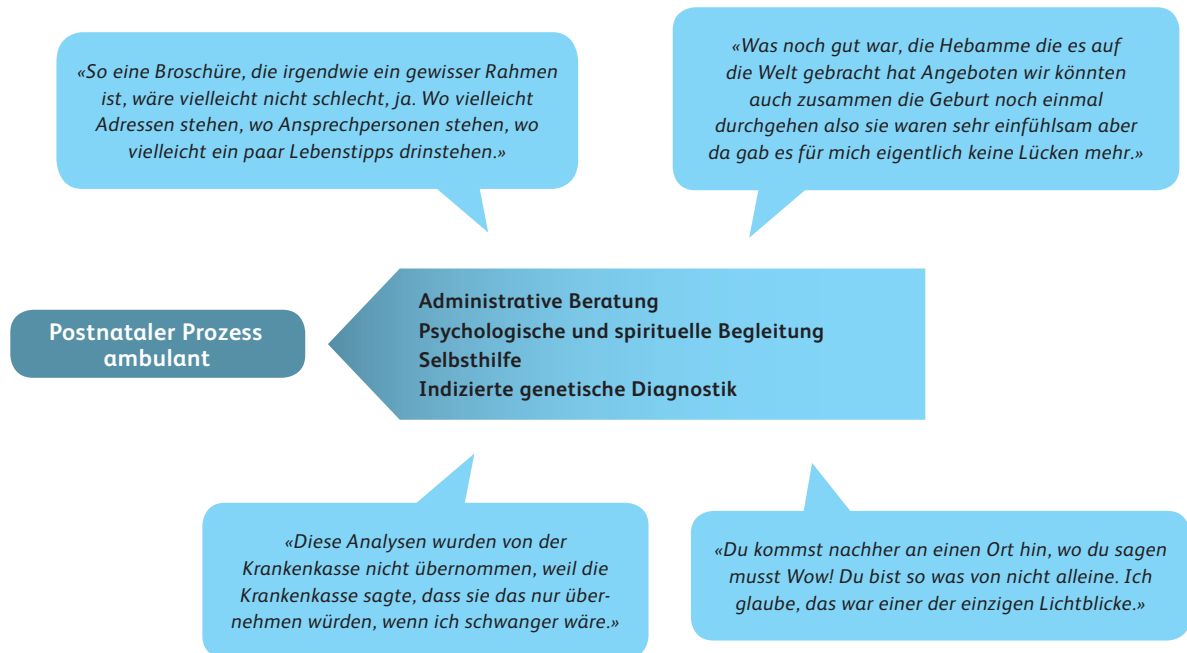 «So eine Broschüre, die irgendwie ein gewisser Rahmen
ist, wäre vielleicht nicht schlecht, ja. Wo vielleicht
Adressen stehen, wo Ansprechpersonen stehen, wo
vielleicht ein paar Lebenstipps drinstehen.»
«Was noch gut war, die Hebamme die es auf
die Welt gebracht hat Angeboten wir könnten
auch zusammen die Geburt noch einmal
durchgehen also sie waren sehr einfühlsam aber
da gab es für mich eigentlich keine Lücken mehr.»
Postnataler Prozess
ambulant
Administrative Beratung
Psychologische und spirituelle Begleitung
Selbsthilfe
Indizierte genetische Diagnostik
«Diese Analysen wurden von der
Krankenkasse nicht übernommen, weil die
Krankenkasse sagte, dass sie das nur über-
nehmen würden, wenn ich schwanger wäre.»
«Du kommst nachher an einen Ort hin, wo du sagen
musst Wow! Du bist so was von nicht alleine. Ich
glaube, das war einer der einzigen Lichtblicke.»